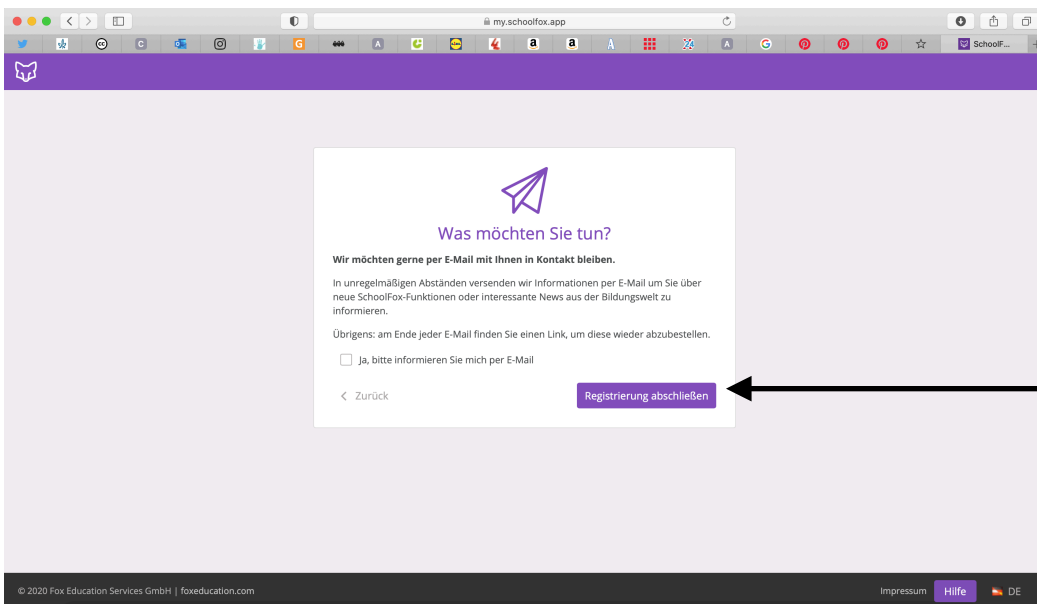 my.schoolfox.app
SchoolF...
Was möchten Sie tun?
Wir möchten gerne per E-Mail mit Ihnen in Kontakt bleiben.
In unregelmäßigen Abständen versenden wir Informationen per E-Mail um Sie über
neue SchoolFox-Funktionen oder interessante News aus der Bildungswelt zu
informieren.
Übrigens: am Ende jeder E-Mail finden Sie einen Link, um diese wieder abzubestellen.
Ja, bitte informieren Sie mich per E-Mail
Zurück
Registrierung abschließen
© 2020 Fox Education Services GmbH | foxeducation.com
Impressum
Hilfe
DE